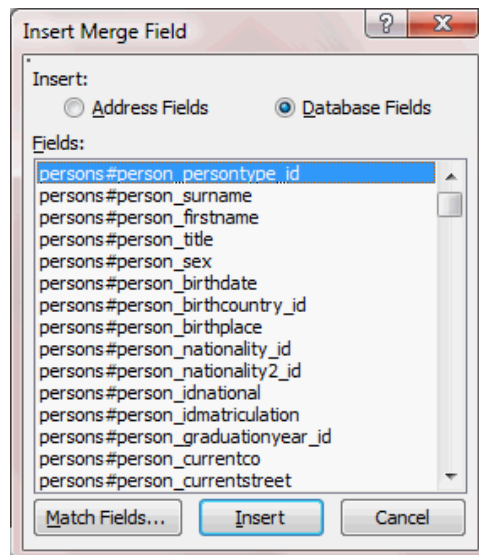 Insert Merge Field
Insert:
Address Fields Database Fields
Fields:
persons#person_persontype_id
persons#person_surname
persons#person_firstname
persons#person_title
persons#person_sex
persons#person_birthdate
persons#person_birthcountry_id
persons#person_birthplace
persons#person_nationality_id
persons#person_nationality2_id
persons#person_idnational
persons#person_idmatriculation
persons#person_graduationyear_id
persons#person_currentco
persons#person_currentstreet
Match Fields... Insert Cancel